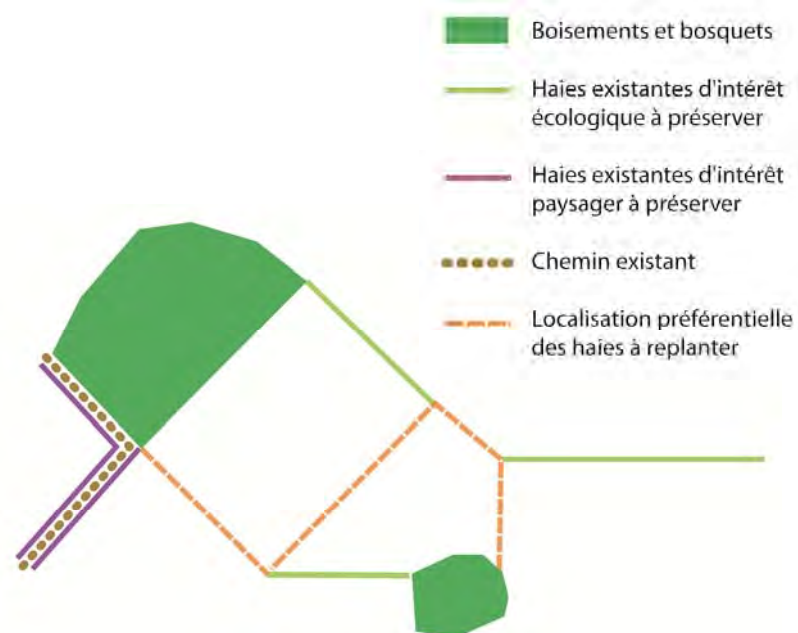 Boisements et bosquets
Haies existantes d'intérêt
écologique à préserver
Haies existantes d'intérêt
paysager à préserver
Chemin existant
Localisation préférentielle
des haies à replanter